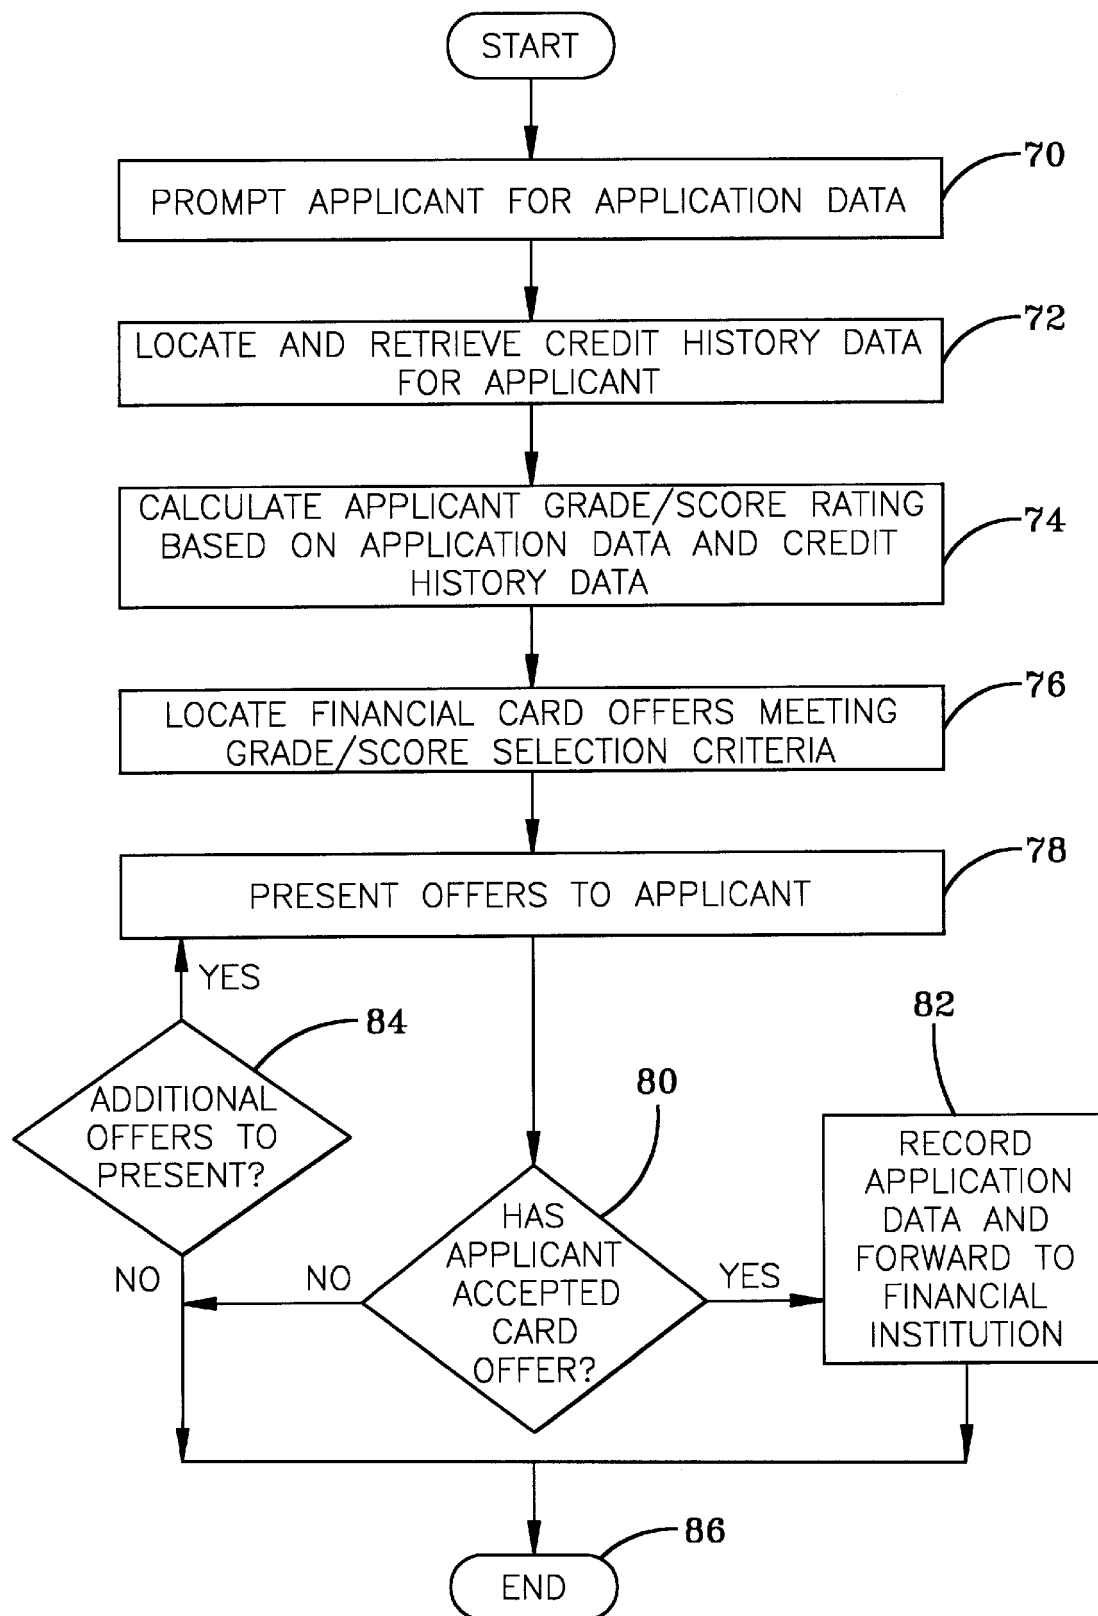 START
PROMPT APPLICANT FOR APPLICATION DATA
70
LOCATE AND RETRIEVE CREDIT HISTORY DATA
FOR APPLICANT
72
CALCULATE APPLICANT GRADE/SCORE RATING
BASED ON APPLICATION DATA AND CREDIT
HISTORY DATA
74
LOCATE FINANCIAL CARD OFFERS MEETING
GRADE/SCORE SELECTION CRITERIA
76
PRESENT OFFERS TO APPLICANT
78
YES
ADDITIONAL
OFFERS TO
PRESENT?
84
NO
HAS
APPLICANT
ACCEPTED
CARD
OFFER?
80
NO
YES
RECORD
APPLICATION
DATA AND
FORWARD TO
FINANCIAL
INSTITUTION
82
END
86